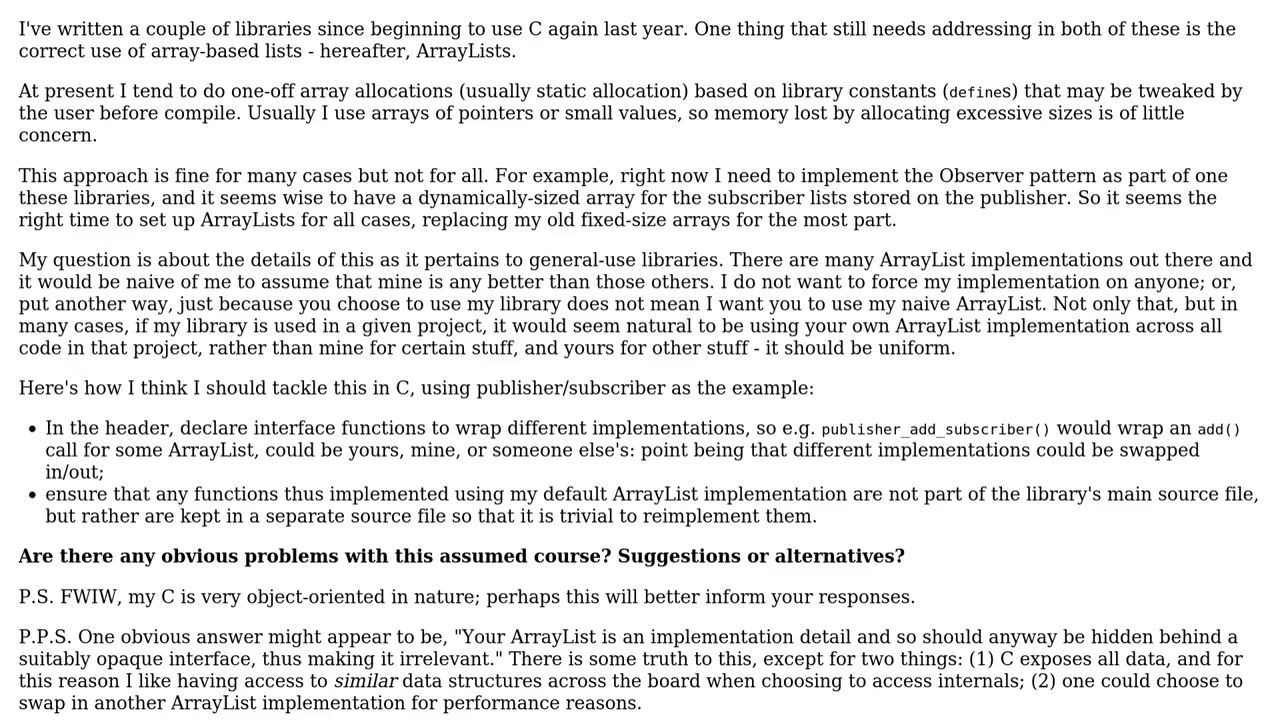 I've written a couple of libraries since beginning to use C again last year. One thing that still needs addressing in both of these is the
correct use of array-based lists - hereafter, ArrayLists.
At present I tend to do one-off array allocations (usually static allocation) based on library constants (defines) that may be tweaked by
the user before compile. Usually I use arrays of pointers or small values, so memory lost by allocating excessive sizes is of little
concern.
This approach is fine for many cases but not for all. For example, right now I need to implement the Observer pattern as part of one
these libraries, and it seems wise to have a dynamically-sized array for the subscriber lists stored on the publisher. So it seems the
right time to set up ArrayLists for all cases, replacing my old fixed-size arrays for the most part.
My question is about the details of this as it pertains to general-use libraries. There are many ArrayList implementations out there and
it would be naive of me to assume that mine is any better than those others. I do not want to force my implementation on anyone; or,
put another way, just because you choose to use my library does not mean I want you to use my naive ArrayList. Not only that, but in
many cases, if my library is used in a given project, it would seem natural to be using your own ArrayList implementation across all
code in that project, rather than mine for certain stuff, and yours for other stuff - it should be uniform.
Here's how I think I should tackle this in C, using publisher/subscriber as the example:
• In the header, declare interface functions to wrap different implementations, so e.g. publisher_add_subscriber() would wrap an add()
call for some ArrayList, could be yours, mine, or someone else's: point being that different implementations could be swapped
in/out;
• ensure that any functions thus implemented using my default ArrayList implementation are not part of the library's main source file,
but rather are kept in a separate source file so that it is trivial to reimplement them.
Are there any obvious problems with this assumed course? Suggestions or alternatives?
P.S. FWIW, my C is very object-oriented in nature; perhaps this will better inform your responses.
P.P.S. One obvious answer might appear to be, "Your ArrayList is an implementation detail and so should anyway be hidden behind a
suitably opaque interface, thus making it irrelevant." There is some truth to this, except for two things: (1) C exposes all data, and for
this reason I like having access to similar data structures across the board when choosing to access internals; (2) one could choose to
swap in another ArrayList implementation for performance reasons.